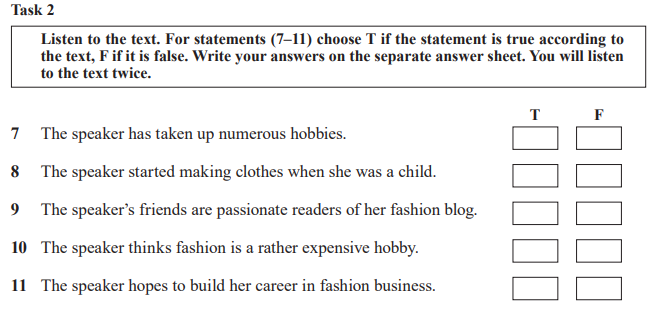 Task 2
Listen to the text. For statements (7–11) choose T if the statement is true according to
the text, F if it is false. Write your answers on the separate answer sheet. You will listen
to the text twice.
T F
7 The speaker has taken up numerous hobbies.
8 The speaker started making clothes when she was a child.
9 The speaker’s friends are passionate readers of her fashion blog.
10 The speaker thinks fashion is a rather expensive hobby.
11 The speaker hopes to build her career in fashion business.